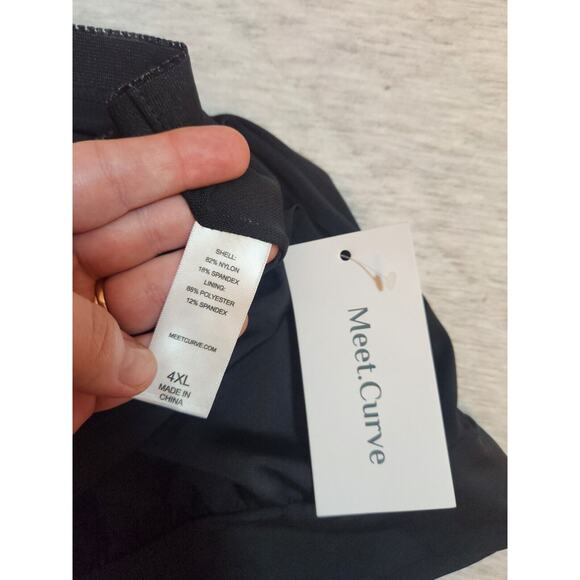 SHELL:
82% NYLON
18% SPANDEX
LINING:
88% POLYESTER
12% SPANDEX
MEETCURVE.COM
4XL
MADE IN
CHINA
Meet.Curve